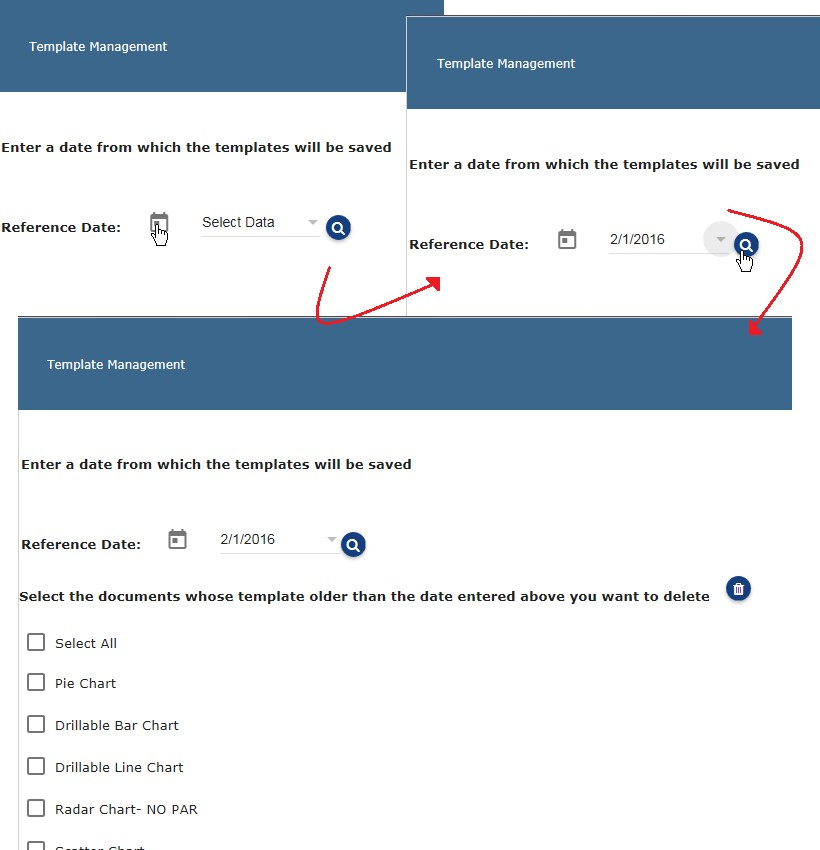 Template Management
Enter a date from which the templates will be saved
Reference Date:
Select Data
Template Management
Enter a date from which the templates will be saved
Reference Date:
2/1/2016
Template Management
Enter a date from which the templates will be saved
Reference Date:
2/1/2016
Select the documents whose template older than the date entered above you want to delete
Select All
Pie Chart
Drillable Bar Chart
Drillable Line Chart
Radar Chart- NO PAR
Scatter Chart